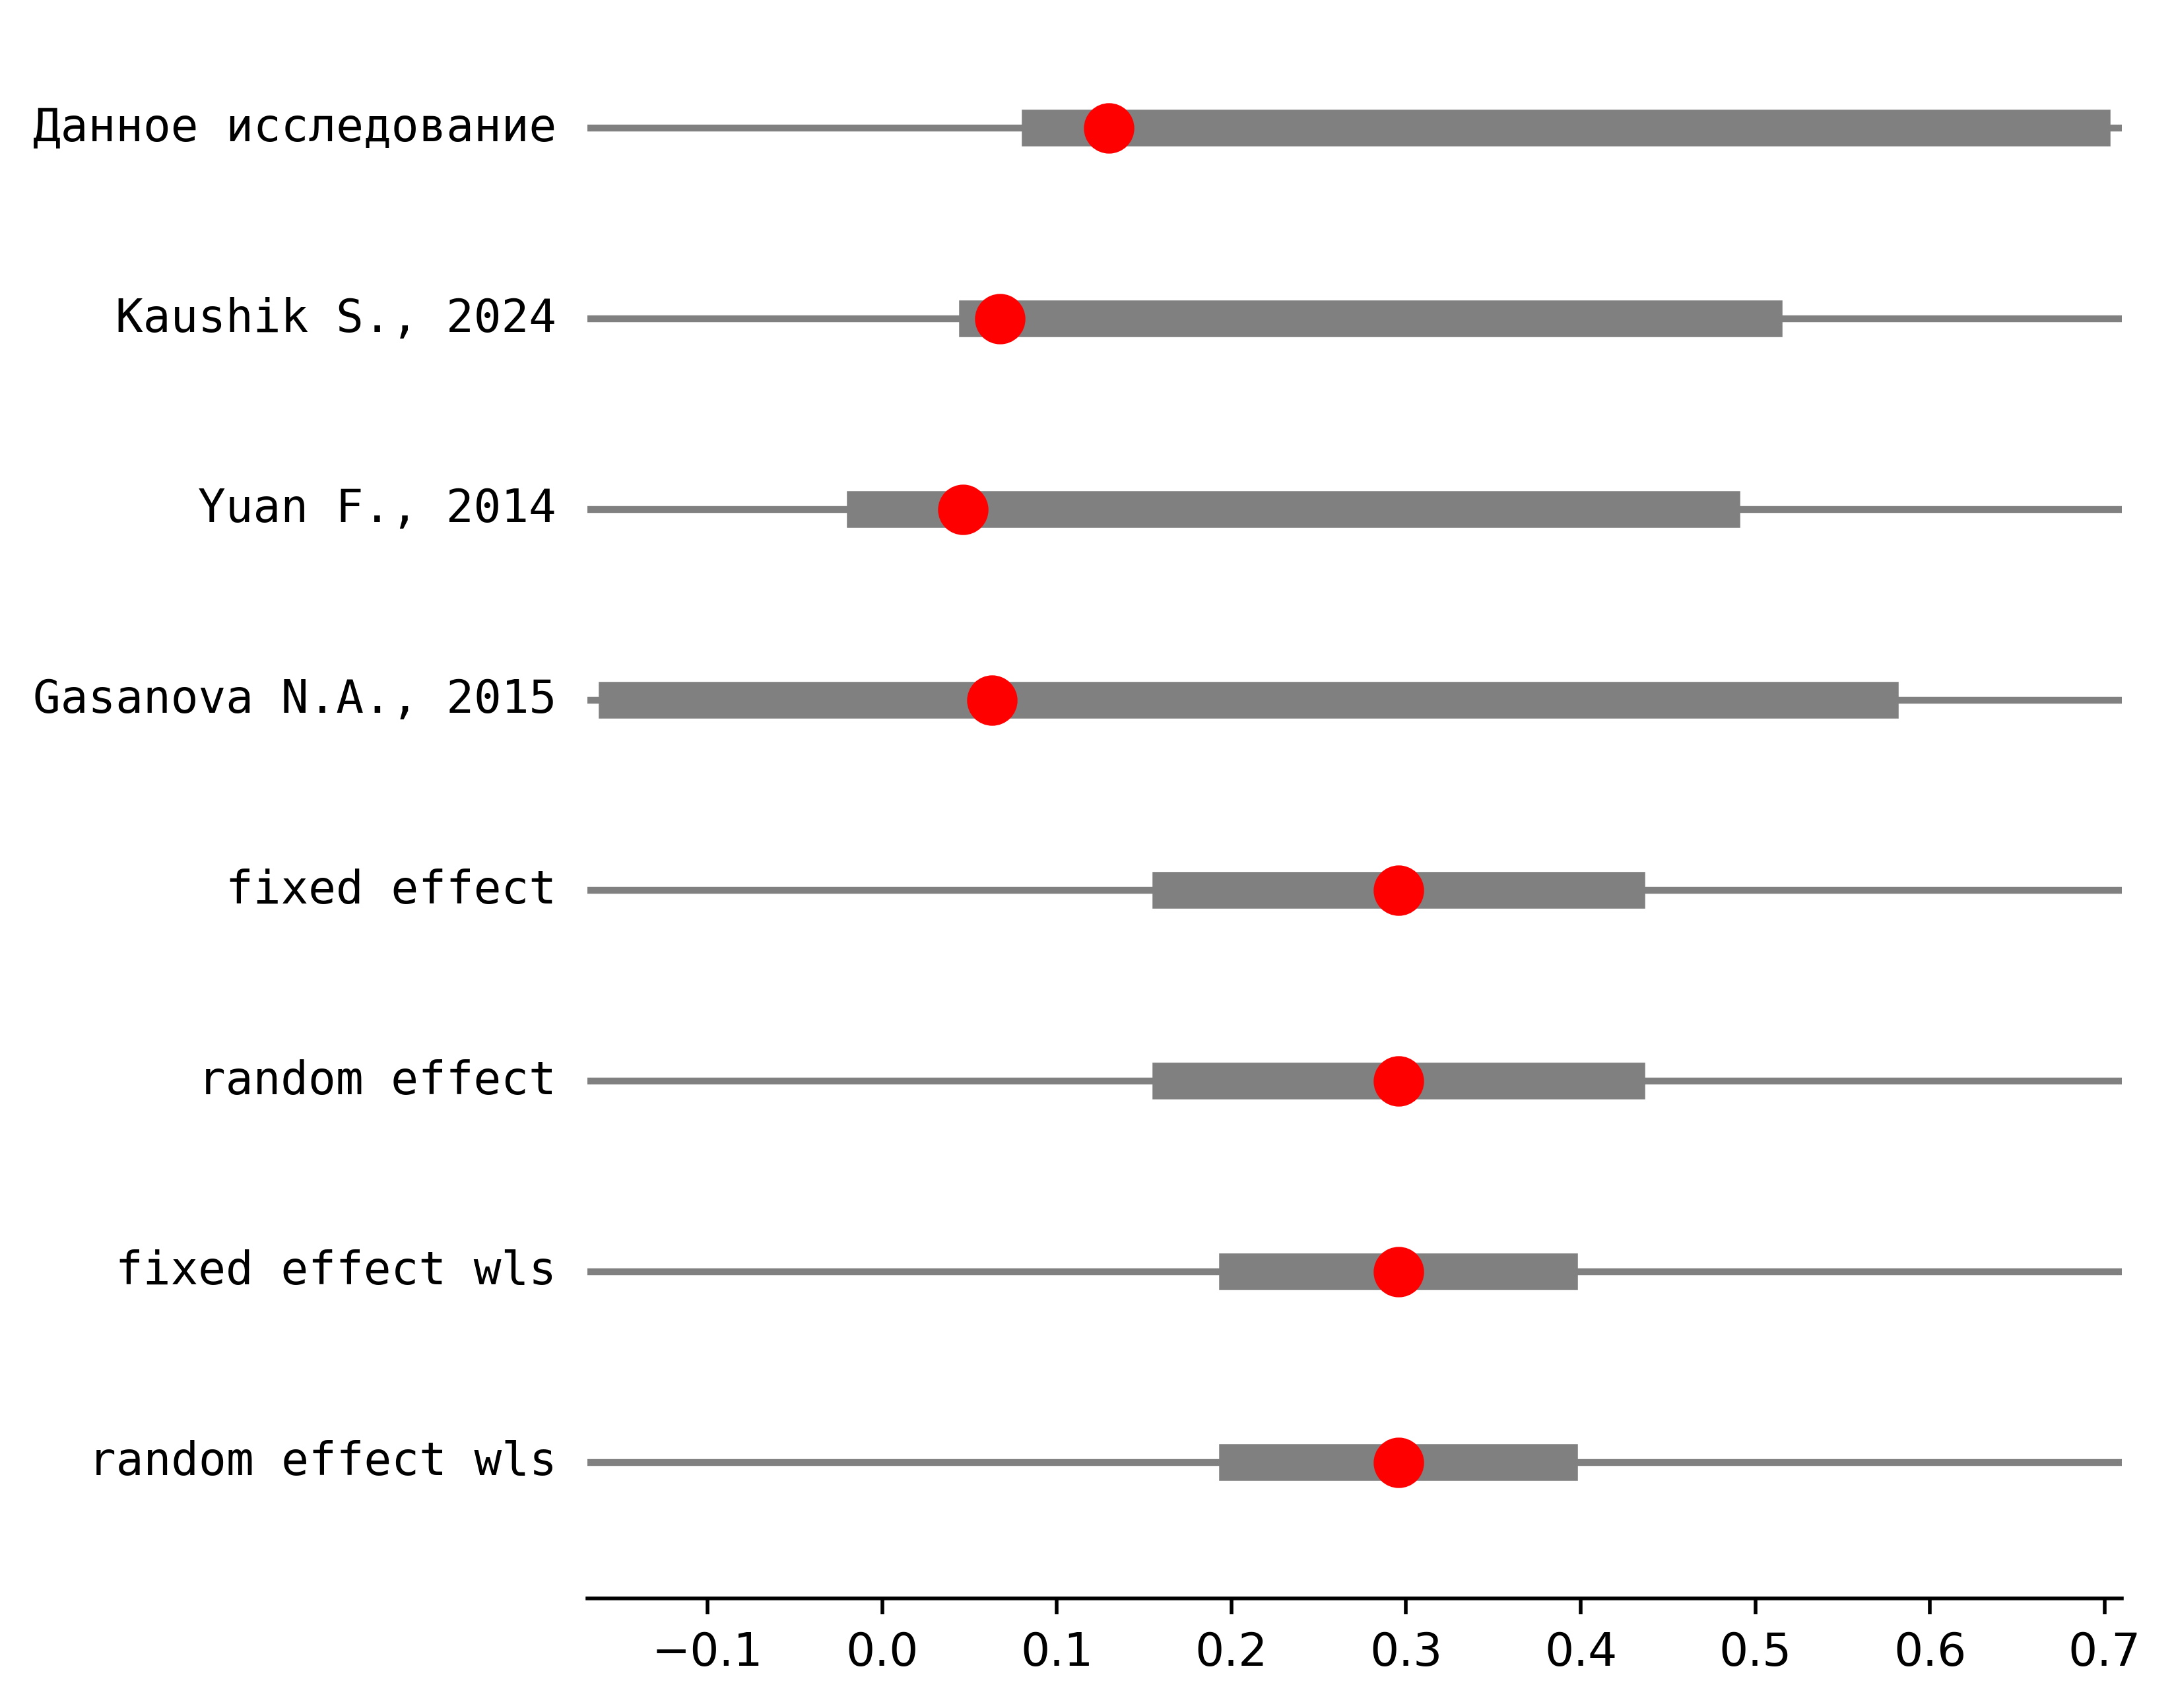 Данное исследование
Kaushik S., 2024
Yuan F., 2014
Gasanova N.A., 2015
fixed effect
random effect
fixed effect wls
random effect wls
−0.1 0.0 0.1 0.2 0.3 0.4 0.5 0.6 0.7